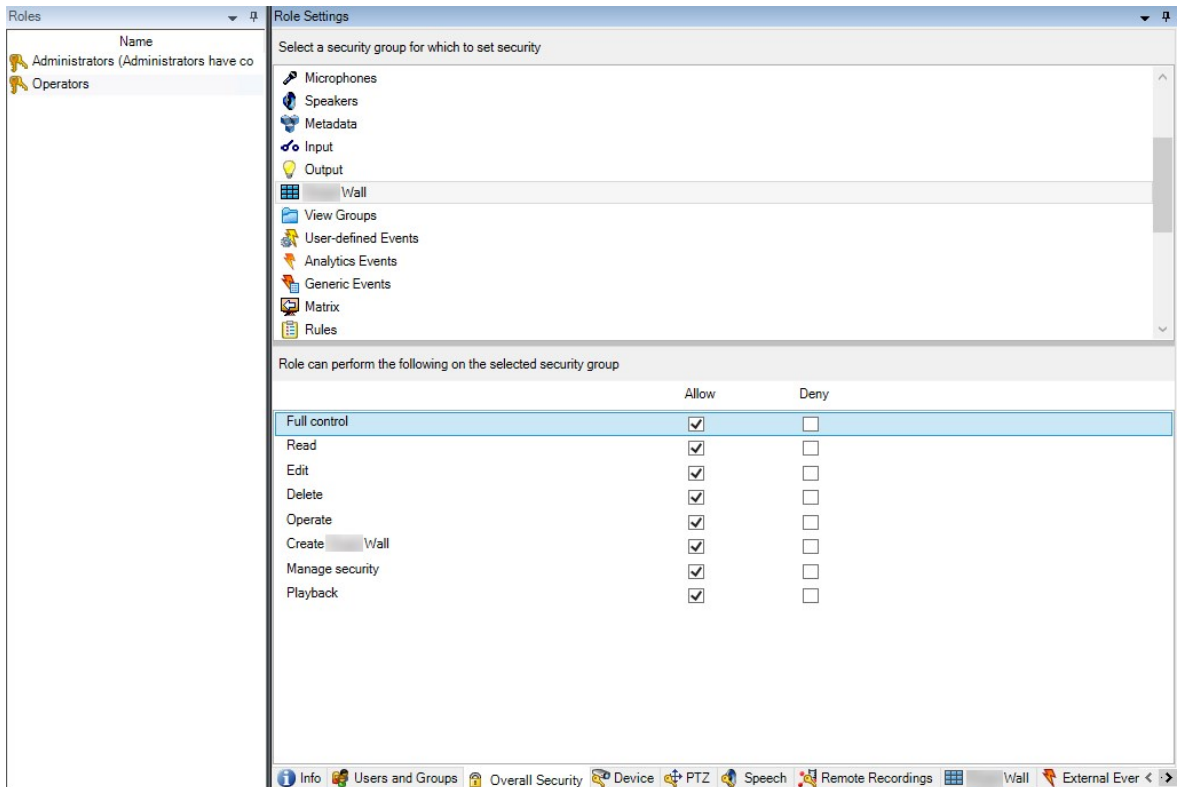 Roles
Name
Administrators (Administrators have co
Operators
Role Settings
Select a security group for which to set security
Microphones
Speakers
Metadata
Input
Output
Wall
View Groups
User-defined Events
Analytics Events
Generic Events
Matrix
Rules
Role can perform the following on the selected security group
Allow Deny
Full control
Read
Edit
Delete
Operate
Create Wall
Manage security
Playback
Info Users and Groups Overall Security Device PTZ Speech Remote Recordings Wall External Ever